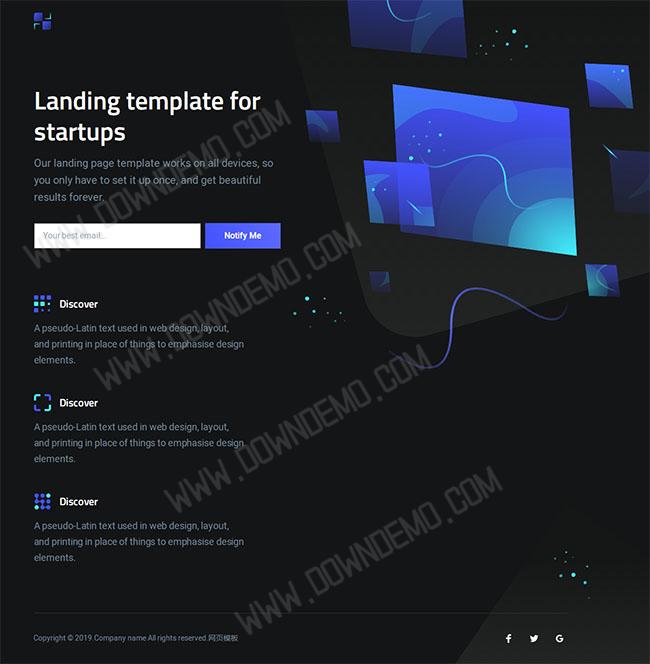 Landing template for
startups
Our landing page template works on all devices, so
you only have to set it up once, and get beautiful
results forever.
Your best email...
Notify Me
Discover
A pseudo-Latin text used in web design, layout,
and printing in place of things to emphasise design
elements.
Discover
A pseudo-Latin text used in web design, layout,
and printing in place of things to emphasise design
elements.
Discover
A pseudo-Latin text used in web design, layout,
and printing in place of things to emphasise design
elements.
Copyright © 2019.Company name All rights reserved.网页模板
WWW.DOWNDEMO.COM
WWW.DOWNDEMO.COM
WWW.DOWNDEMO.COM
WWW.DOWNDEMO.COM